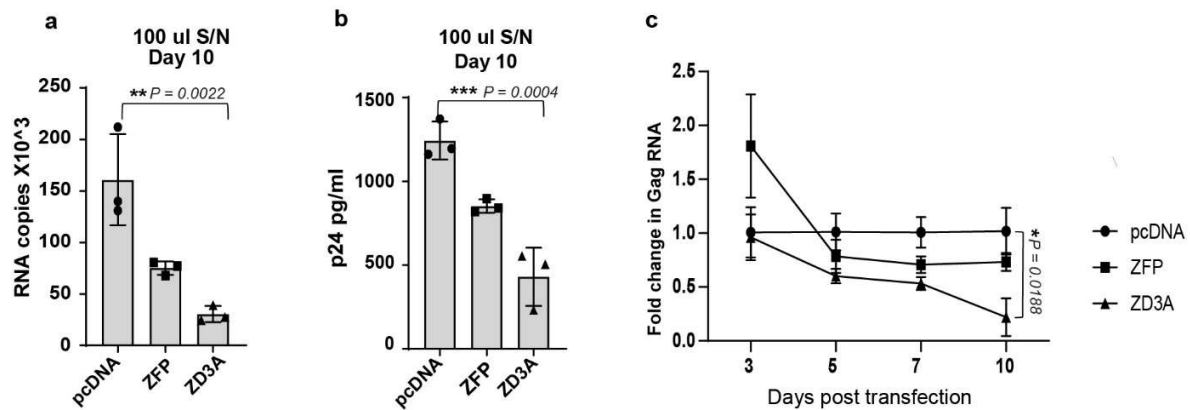 a
100 ul S/N
Day 10
** P = 0.0022
RNA copies X10^3
250
200
150
100
50
0
pcDNA
ZFP
ZD3A
b
100 ul S/N
Day 10
*** P = 0.0004
p24 pg/ml
1500
1000
500
0
pcDNA
ZFP
ZD3A
c
Fold change in Gag RNA
2.5
2.0
1.5
1.0
0.5
0.0
3
5
7
10
Days post transfection
* P = 0.0188
pcDNA
ZFP
ZD3A